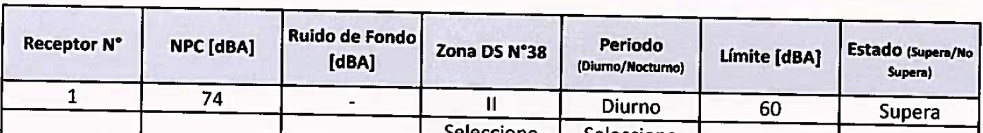 Receptor N° NPC [dBA] Ruido de Fondo [dBA] Zona DS N°38 Periodo (Diurno/Nocturno) Límite [dBA] Estado (Supera/No Supera)
1 74 - II Diurno 60 Supera
Seleccione Seleccione